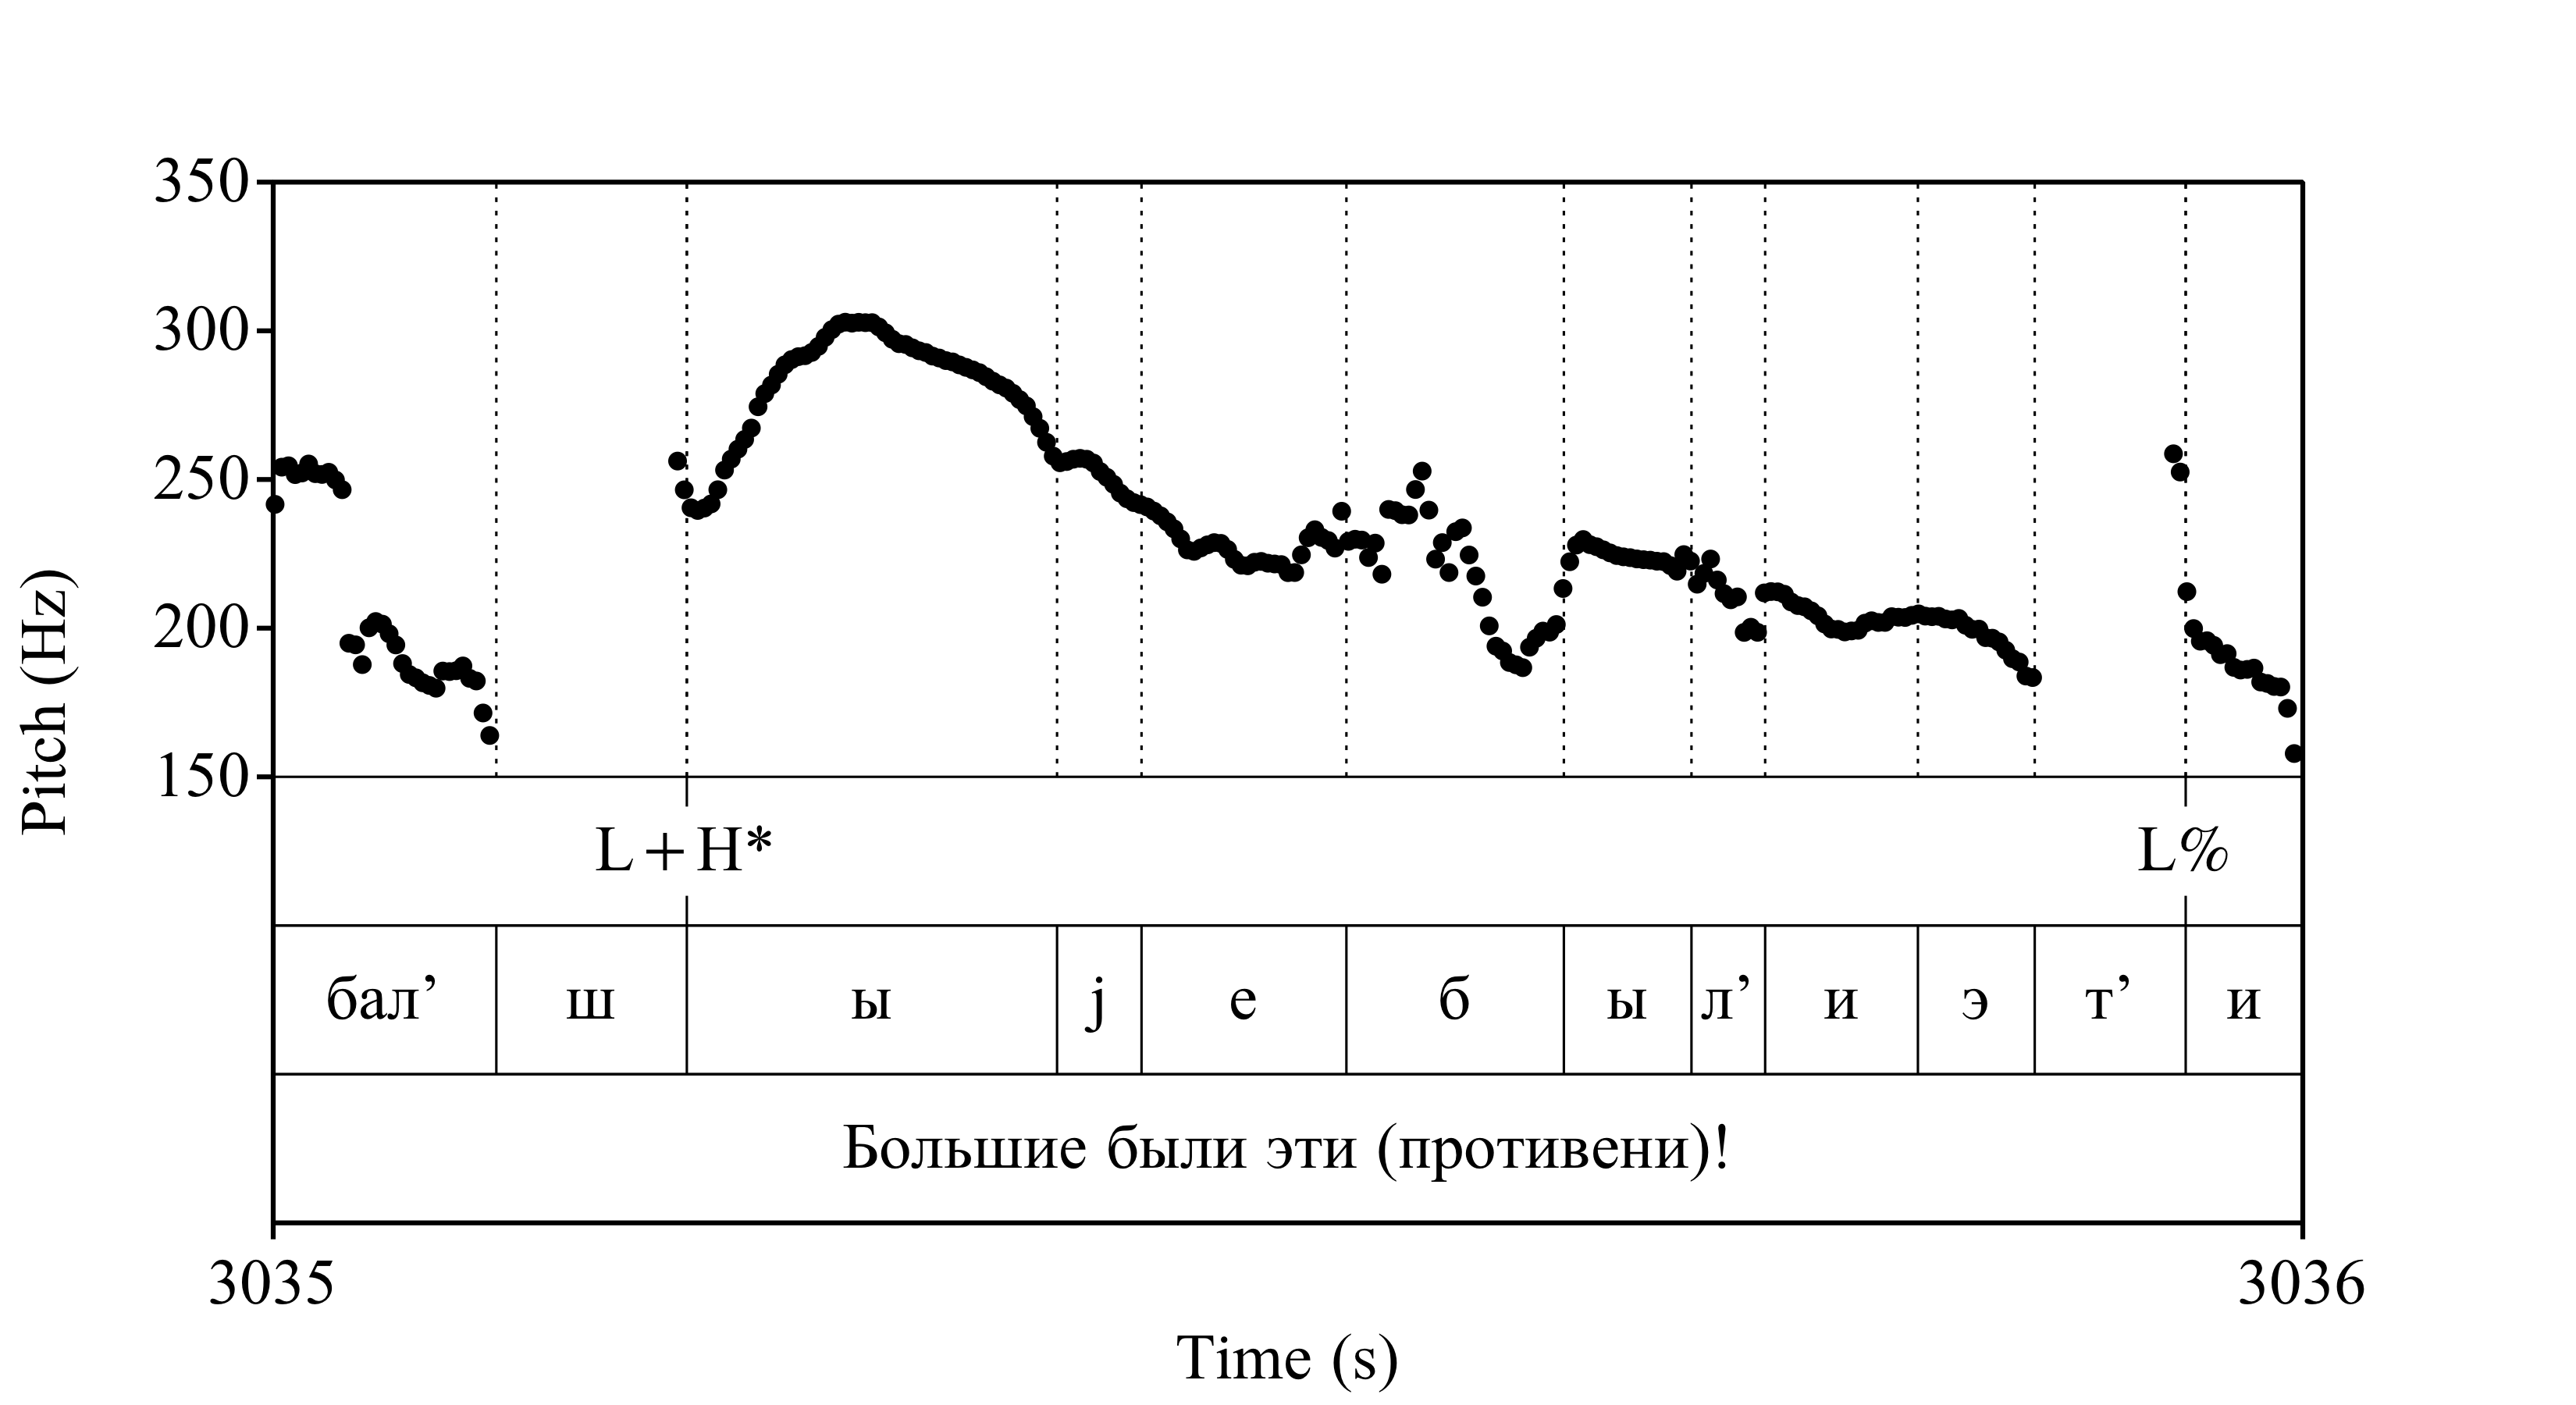 350
300
250
200
150
Pitch (Hz)
L+H* L%
бал’ ш ы j е б ы л’ и э т’ и
Большие были эти (противени)!
3035 3036
Time (s)